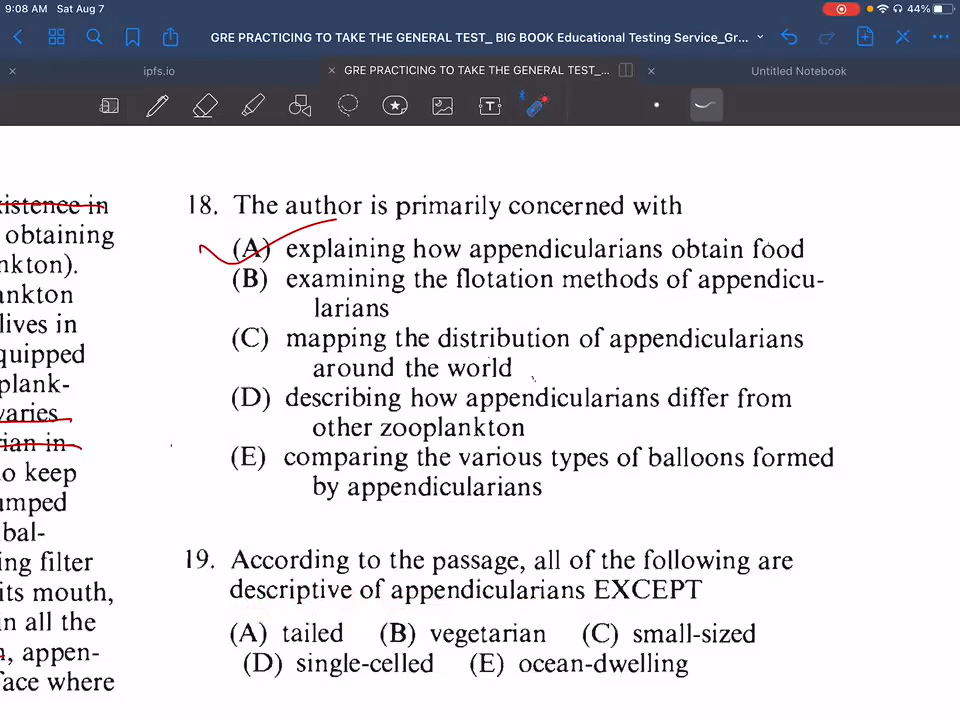 9:08 AM Sat Aug 7
44%
GRE PRACTICING TO TAKE THE GENERAL TEST_ BIG BOOK Educational Testing Service_Gr...
ipfs.io
GRE PRACTICING TO TAKE THE GENERAL TEST_...
Untitled Notebook
xistence in
obtaining
nkton).
ankton
lives in
quipped
plank-
varies
ian in-
o keep
umped
bal-
ing filter
its mouth,
in all the
n, appen-
face where
18. The author is primarily concerned with
(A) explaining how appendicularians obtain food
(B) examining the flotation methods of appendicu-
larians
(C) mapping the distribution of appendicularians
around the world
(D) describing how appendicularians differ from
other zooplankton
(E) comparing the various types of balloons formed
by appendicularians
19. According to the passage, all of the following are
descriptive of appendicularians EXCEPT
(A) tailed (B) vegetarian (C) small-sized
(D) single-celled (E) ocean-dwelling